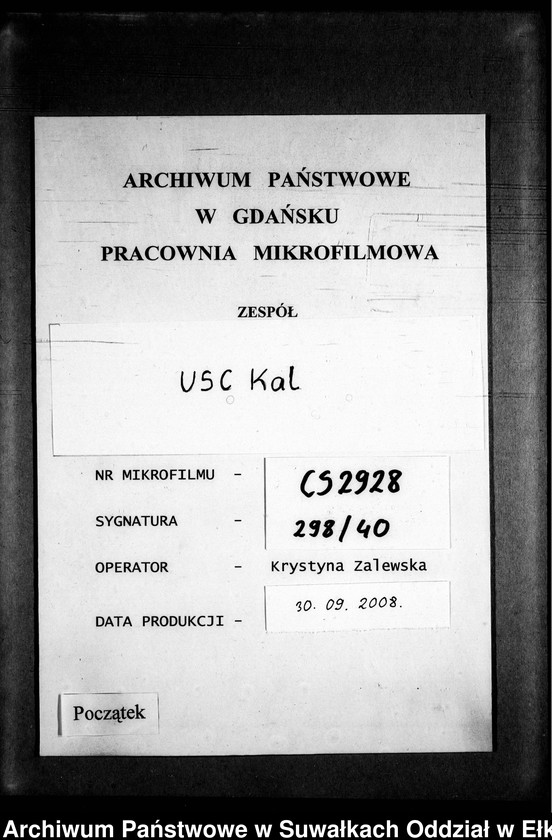 ARCHIWUM PAŃSTWOWE
W GDAŃSKU
PRACOWNIA MIKROFILMOWA
ZESPÓŁ
USC Kal
NR MIKROFILMU - CS2928
SYGNATURA - 298/40
OPERATOR - Krystyna Zalewska
DATA PRODUKCJI - 30. 09. 2008.
Początek
Archiwum Państwowe w Suwałkach Oddział w Ełk